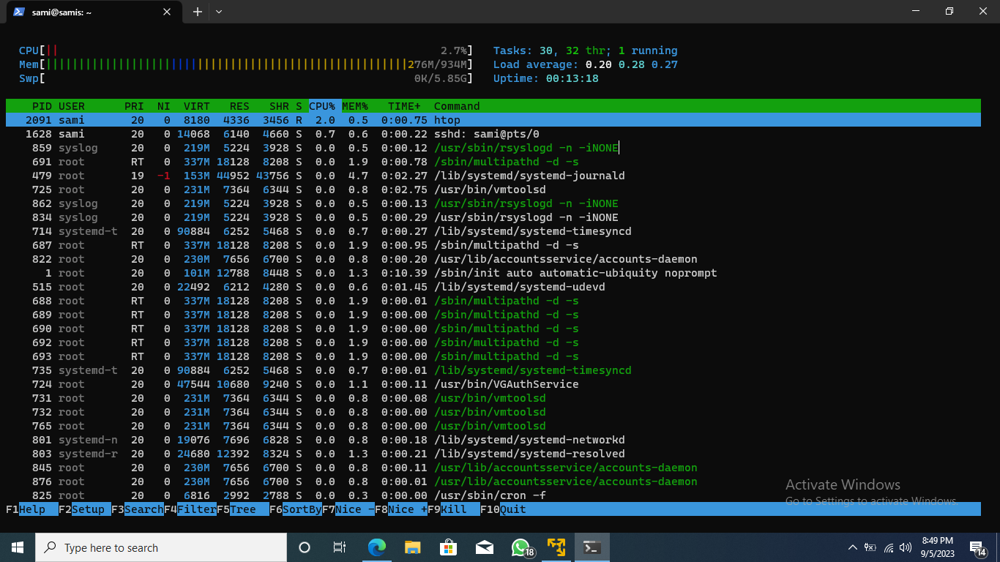 sami@samis: ~
CPU[|| 2.7%] Tasks: 30, 32 thr; 1 running
Mem[|||||||||||||||||||||||||||||||||||||||||||||||||||||||276M/934M] Load average: 0.20 0.28 0.27
Swp[ 0K/5.85G] Uptime: 00:13:18
PID USER PRI NI VIRT RES SHR S CPU% MEM% TIME+ Command
2091 sami 20 0 8180 4336 3456 R 2.0 0.5 0:00.75 htop
1628 sami 20 0 14068 6140 4660 S 0.7 0.6 0:00.22 sshd: sami@pts/0
859 syslog 20 0 219M 5224 3928 S 0.0 0.5 0:00.12 /usr/sbin/rsyslogd -n -iNONE
691 root RT 0 337M 18128 8208 S 0.0 1.9 0:00.78 /sbin/multipathd -d -s
479 root 19 -1 153M 44952 43756 S 0.0 4.7 0:02.27 /lib/systemd/systemd-journald
725 root 20 0 231M 7364 6344 S 0.0 0.8 0:02.75 /usr/bin/vmtoolsd
862 syslog 20 0 219M 5224 3928 S 0.0 0.5 0:00.13 /usr/sbin/rsyslogd -n -iNONE
834 syslog 20 0 219M 5224 3928 S 0.0 0.5 0:00.29 /usr/sbin/rsyslogd -n -iNONE
714 systemd-t 20 0 90884 6252 5468 S 0.0 0.7 0:00.27 /lib/systemd/systemd-timesyncd
687 root RT 0 337M 18128 8208 S 0.0 1.9 0:00.95 /sbin/multipathd -d -s
822 root 20 0 230M 7656 6700 S 0.0 0.8 0:00.20 /usr/lib/accountsservice/accounts-daemon
1 root 20 0 101M 12788 8448 S 0.0 1.3 0:10.39 /sbin/init auto automatic-ubiquity noprompt
515 root 20 0 22492 6212 4280 S 0.0 0.6 0:01.45 /lib/systemd/systemd-udevd
688 root RT 0 337M 18128 8208 S 0.0 1.9 0:00.01 /sbin/multipathd -d -s
689 root RT 0 337M 18128 8208 S 0.0 1.9 0:00.00 /sbin/multipathd -d -s
690 root RT 0 337M 18128 8208 S 0.0 1.9 0:00.00 /sbin/multipathd -d -s
692 root RT 0 337M 18128 8208 S 0.0 1.9 0:00.00 /sbin/multipathd -d -s
693 root RT 0 337M 18128 8208 S 0.0 1.9 0:00.00 /sbin/multipathd -d -s
735 systemd-t 20 0 90884 6252 5468 S 0.0 0.7 0:00.01 /lib/systemd/systemd-timesyncd
724 root 20 0 47544 10680 9240 S 0.0 1.1 0:00.11 /usr/bin/VGAuthService
731 root 20 0 231M 7364 6344 S 0.0 0.8 0:00.08 /usr/bin/vmtoolsd
732 root 20 0 231M 7364 6344 S 0.0 0.8 0:00.00 /usr/bin/vmtoolsd
765 root 20 0 231M 7364 6344 S 0.0 0.8 0:00.00 /usr/bin/vmtoolsd
801 systemd-n 20 0 19076 7696 6828 S 0.0 0.8 0:00.18 /lib/systemd/systemd-networkd
803 systemd-r 20 0 24680 12392 8324 S 0.0 1.3 0:00.21 /lib/systemd/systemd-resolved
845 root 20 0 230M 7656 6700 S 0.0 0.8 0:00.11 /usr/lib/accountsservice/accounts-daemon
876 root 20 0 230M 7656 6700 S 0.0 0.8 0:00.01 /usr/lib/accountsservice/accounts-daemon
825 root 20 0 6816 2992 2788 S 0.0 0.3 0:00.00 /usr/sbin/cron -f
F1Help F2Setup F3SearchF4FilterF5Tree F6SortByF7Nice -F8Nice +F9Kill F10Quit
Activate Windows
Go to Settings to activate Windows.
Type here to search
18
8:49 PM
9/5/2023
14